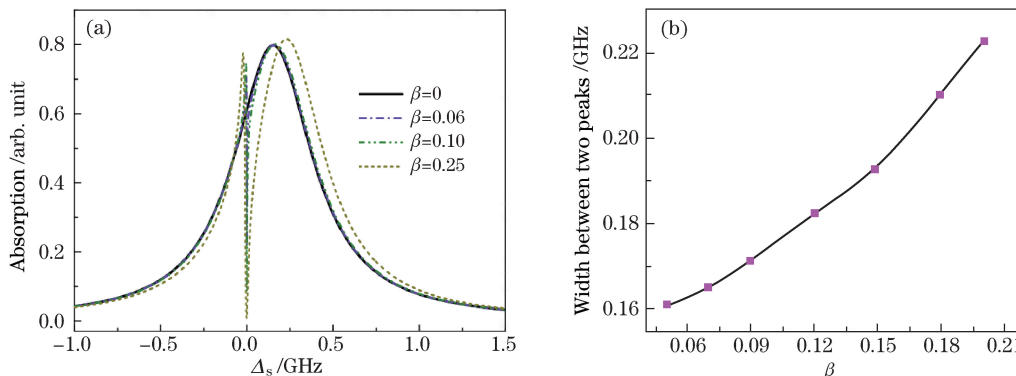 (a)
Absorption /arb. unit
0.8
0.6
0.4
0.2
0.0
-1.0
-0.5
0.0
0.5
1.0
1.5
Δs /GHz
β=0
β=0.06
β=0.10
β=0.25
(b)
Width between two peaks /GHz
0.22
0.20
0.18
0.16
0.06
0.09
0.12
0.15
0.18
0.21
β